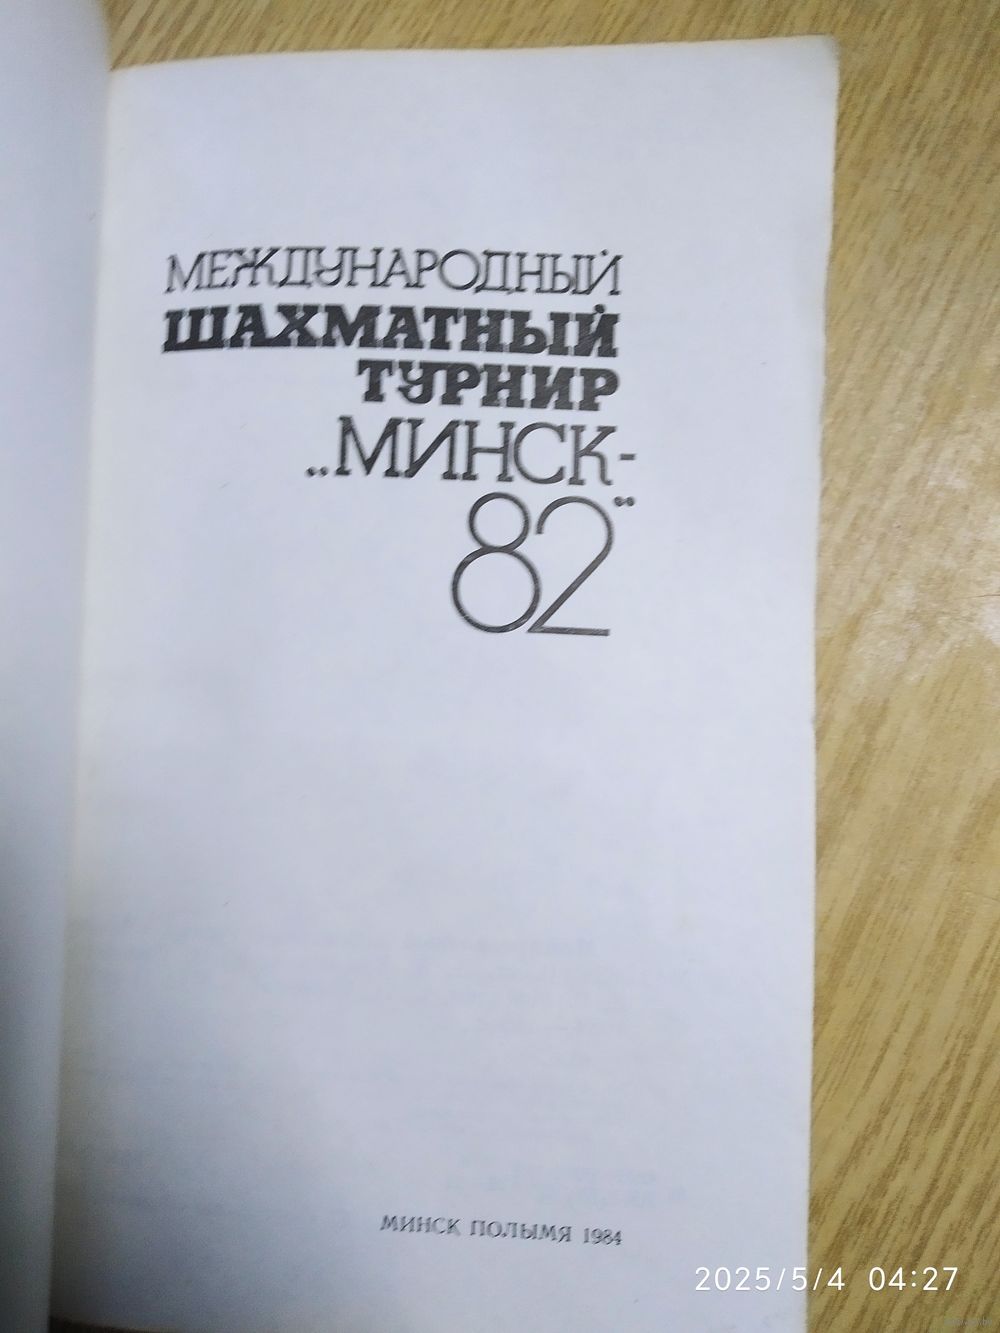 МЕЖДУНАРОДНЫЙ
ШАХМАТНЫЙ
ТУРНИР
„МИНСК-
82“
МИНСК ПОЛЫМЯ 1984
2025/5/4 04:27